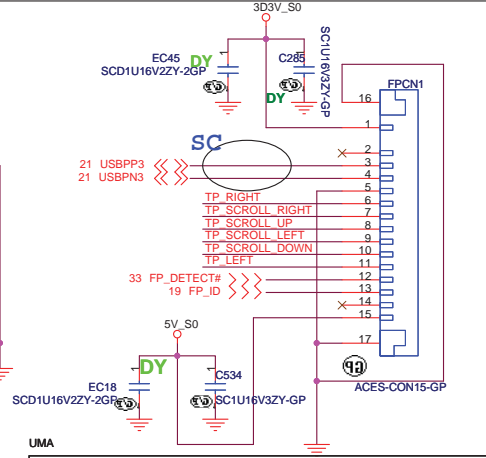 3D3V_S0
EC45
DY
SCD1U16V2ZY-2GP
C285
SC1U16V3ZY-GP
DY
FPCN1
16
1
SC
2
21 USBPP3
3
21 USBPN3
4
5
TP_RIGHT
6
TP_SCROLL_RIGHT
7
TP_SCROLL_UP
8
TP_SCROLL_LEFT
9
TP_SCROLL_DOWN
10
TP_LEFT
11
33 FP_DETECT#
12
19 FP_ID
13
14
15
5V_S0
17
DY
C534
EC18
SCD1U16V2ZY-2GP
SC1U16V3ZY-GP
ACES-CON15-GP
UMA